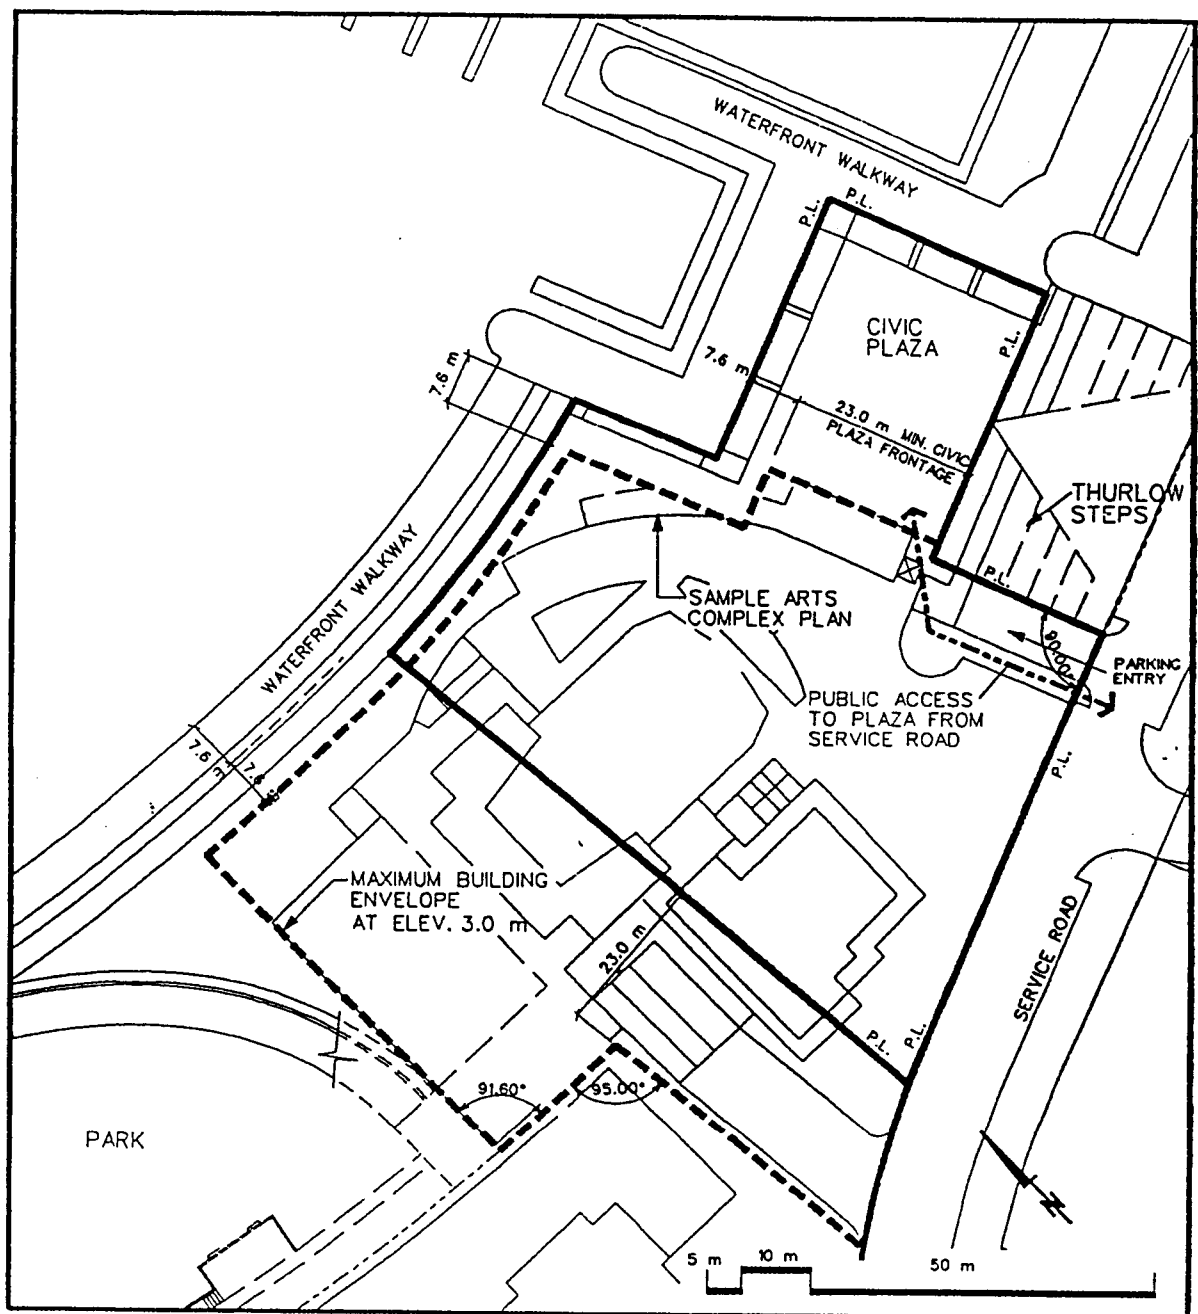 WATERFRONT WALKWAY
P.L.
P.L.
CIVIC
PLAZA
P.L.
7.6 m
7.6 m
23.0 m MIN. CIVIC
PLAZA FRONTAGE
THURLOW
STEPS
P.L.
WATERFRONT WALKWAY
SAMPLE ARTS
COMPLEX PLAN
90.00°
PARKING
ENTRY
PUBLIC ACCESS
TO PLAZA FROM
SERVICE ROAD
P.L.
7.6 m
7.6
MAXIMUM BUILDING
ENVELOPE
AT ELEV. 3.0 m
23.0 m
SERVICE ROAD
P.L.
P.L.
91.60°
95.00°
PARK
N
5 m
10 m
50 m